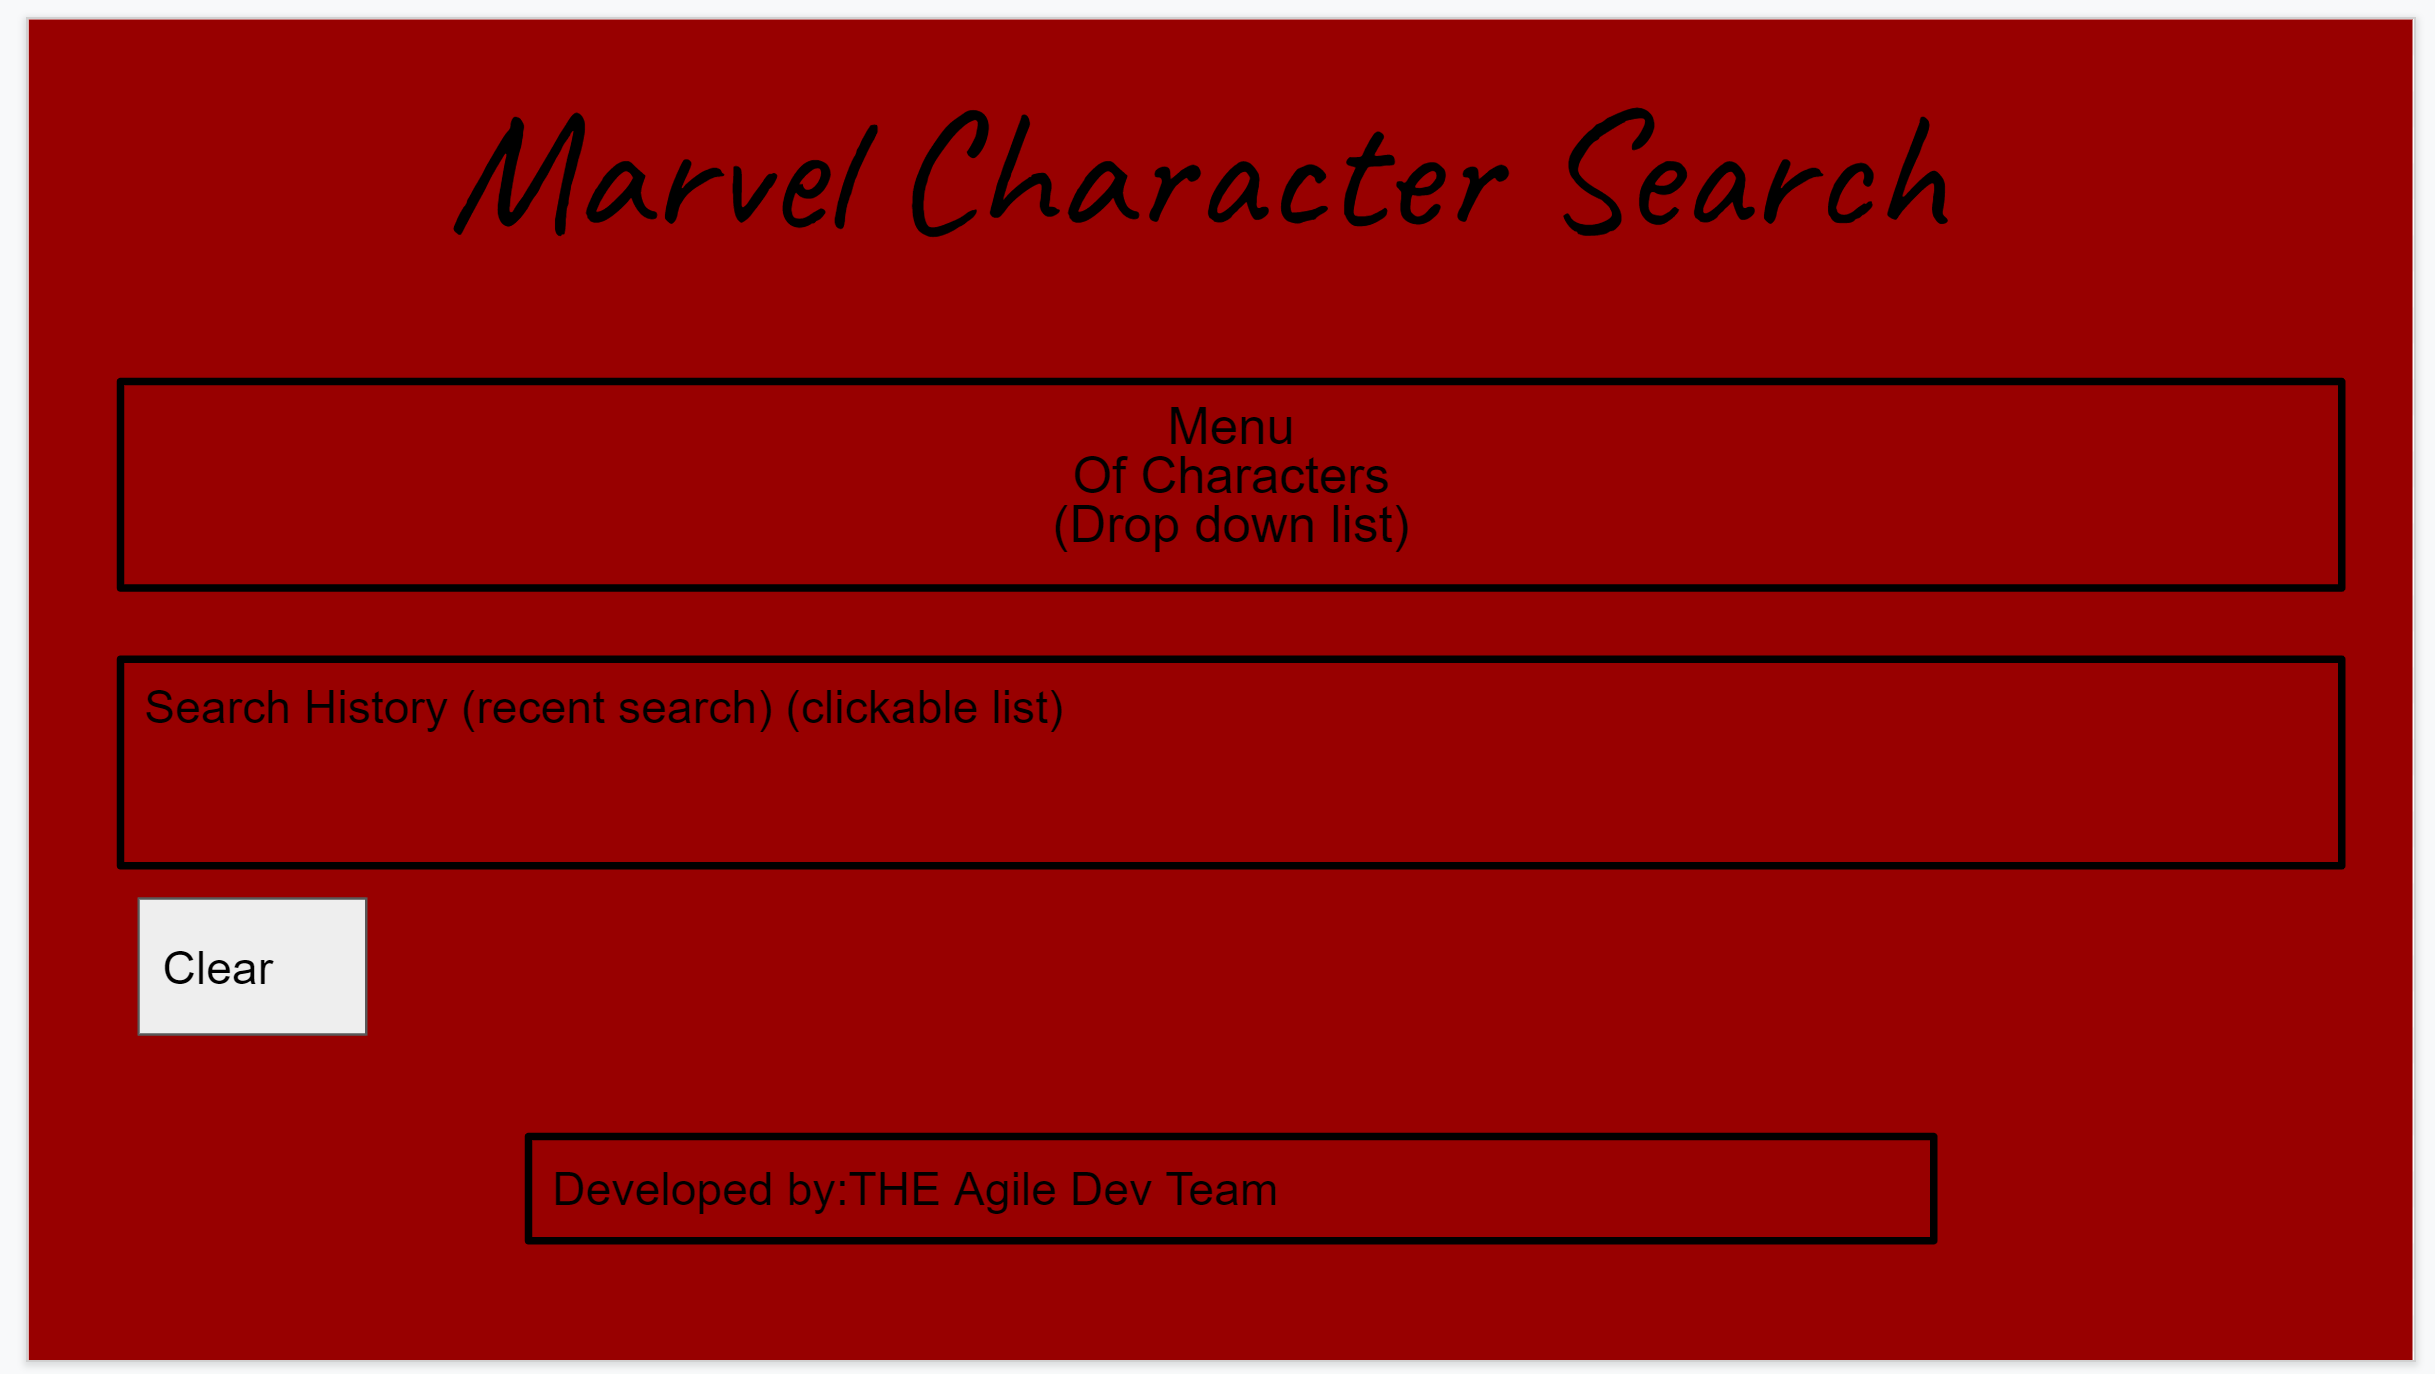 Marvel Character Search
Menu
Of Characters
(Drop down list)
Search History (recent search) (clickable list)
Clear
Developed by:THE Agile Dev Team